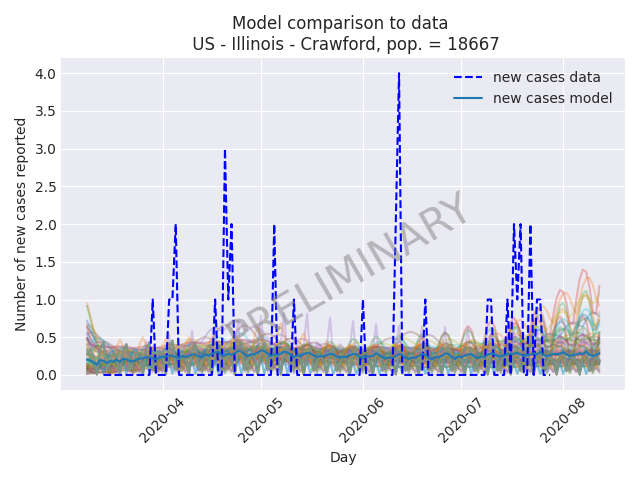 Model comparison to data
US - Illinois - Crawford, pop. = 18667
new cases data
new cases model
Number of new cases reported
4.0
3.5
3.0
2.5
2.0
1.5
1.0
0.5
0.0
PRELIMINARY
2020-04
2020-05
2020-06
2020-07
2020-08
Day